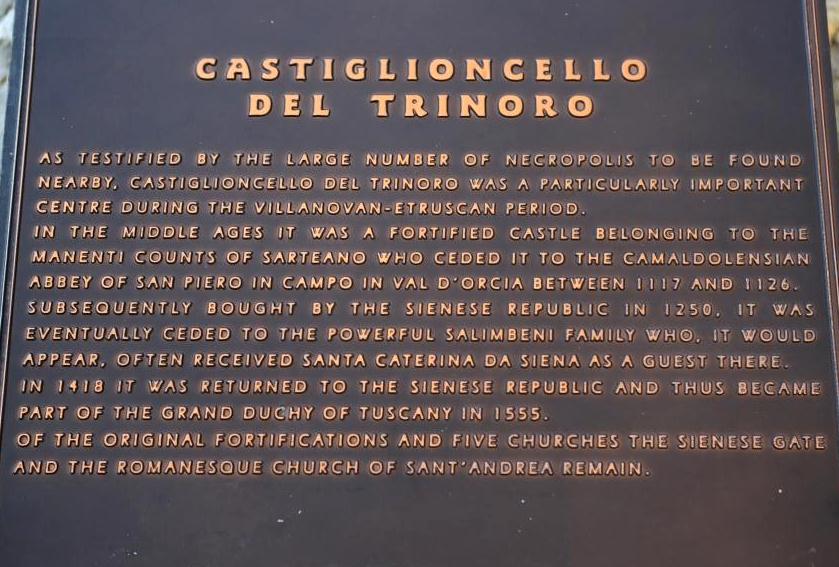 CASTIGLIONCELLO
DEL TRINORO
AS TESTIFIED BY THE LARGE NUMBER OF NECROPOLIS TO BE FOUND
NEARBY, CASTIGLIONCELLO DEL TRINORO WAS A PARTICULARLY IMPORTANT
CENTRE DURING THE VILLANOVAN-ETRUSCAN PERIOD.
IN THE MIDDLE AGES IT WAS A FORTIFIED CASTLE BELONGING TO THE
MANENTI COUNTS OF SARTEANO WHO CEDED IT TO THE CAMALDOLENSIAN
ABBEY OF SAN PIERO IN CAMPO IN VAL D'ORCIA BETWEEN 1117 AND 1126.
SUBSEQUENTLY BOUGHT BY THE SIENESE REPUBLIC IN 1250, IT WAS
EVENTUALLY CEDED TO THE POWERFUL SALIMBENI FAMILY WHO, IT WOULD
APPEAR, OFTEN RECEIVED SANTA CATERINA DA SIENA AS A GUEST THERE.
IN 1418 IT WAS RETURNED TO THE SIENESE REPUBLIC AND THUS BECAME
PART OF THE GRAND DUCHY OF TUSCANY IN 1555.
OF THE ORIGINAL FORTIFICATIONS AND FIVE CHURCHES THE SIENESE GATE
AND THE ROMANESQUE CHURCH OF SANT'ANDREA REMAIN.